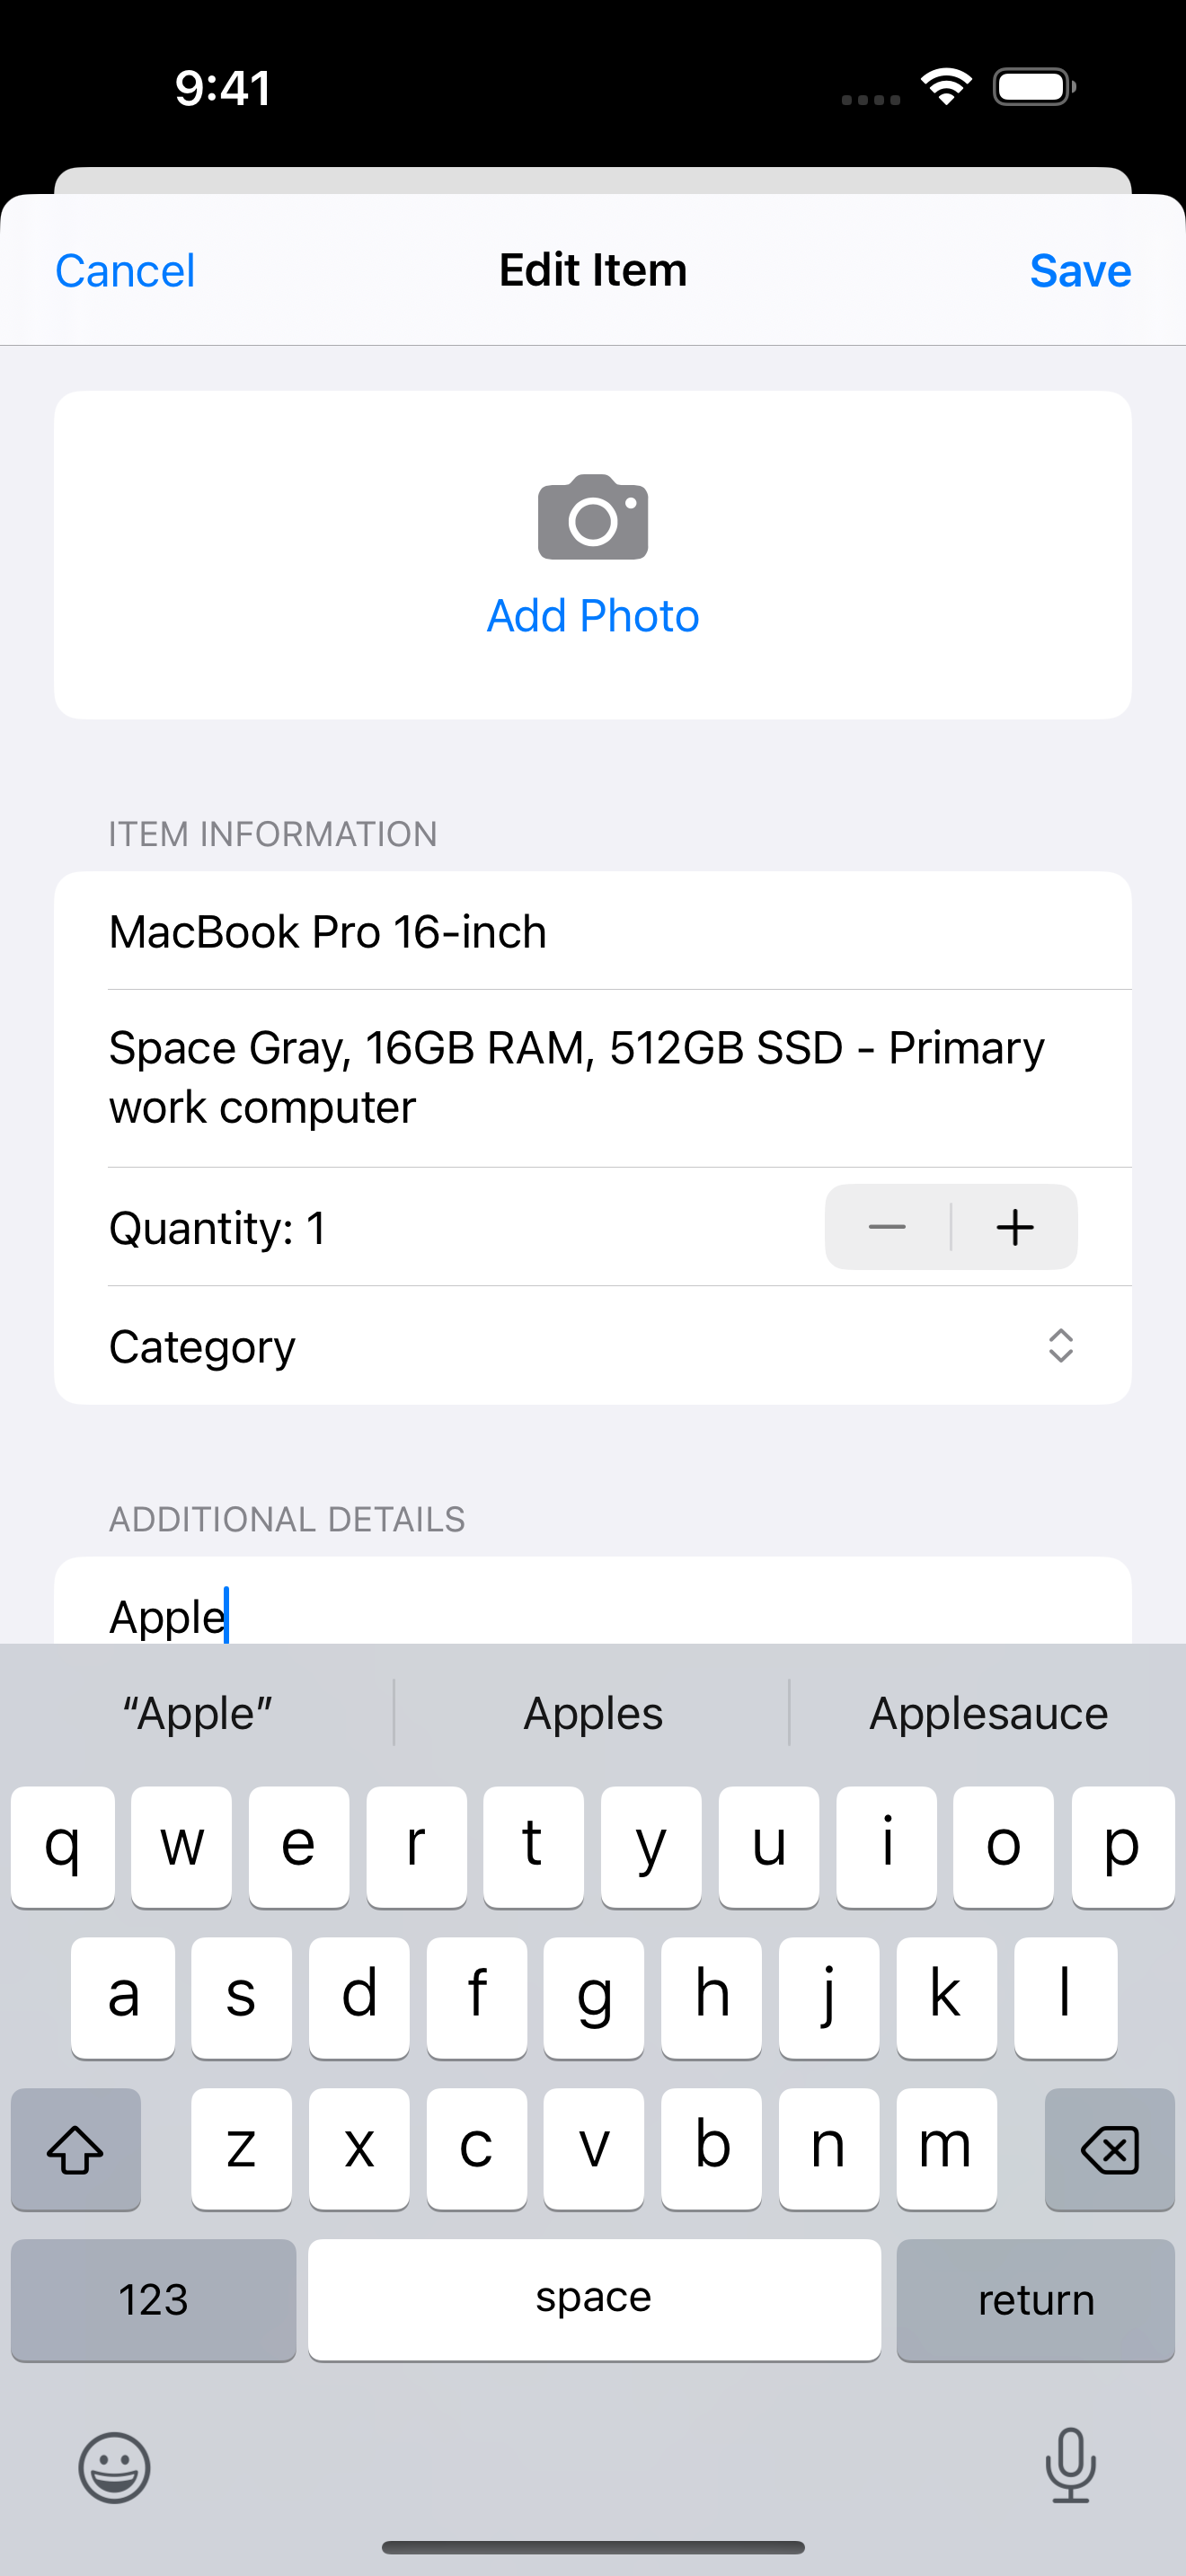 9:41
Cancel Edit Item Save
Add Photo
ITEM INFORMATION
MacBook Pro 16-inch
Space Gray, 16GB RAM, 512GB SSD - Primary
work computer
Quantity: 1
Category
ADDITIONAL DETAILS
Apple
“Apple” Apples Applesauce
q w e r t y u i o p
a s d f g h j k l
z x c v b n m
123 space return